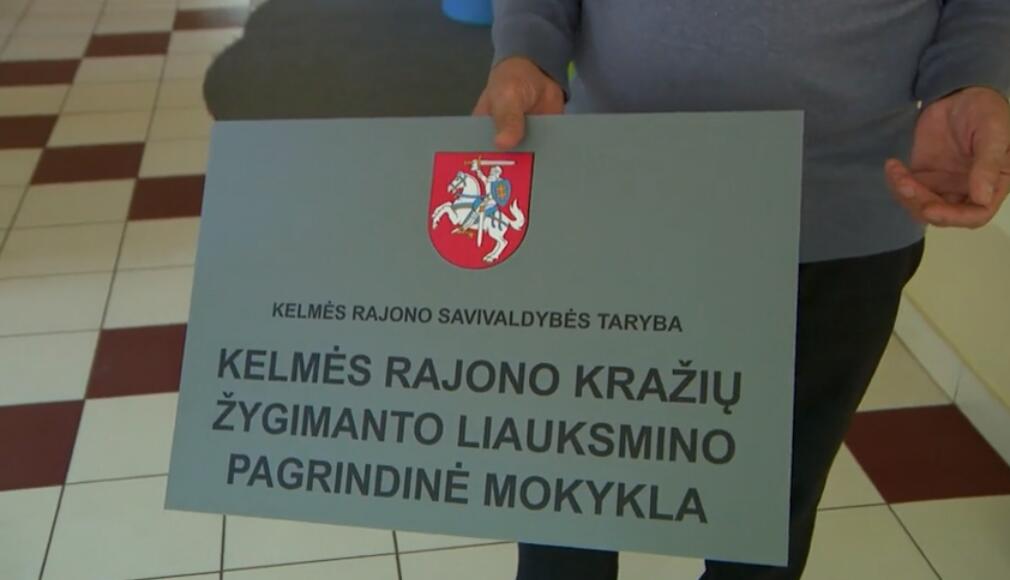 KELMĖS RAJONO SAVIVALDYBĖS TARYBA
KELMĖS RAJONO KRAŽIŲ
ŽYGIMANTO LIAUKSMINO
PAGRINDINĖ MOKYKLA